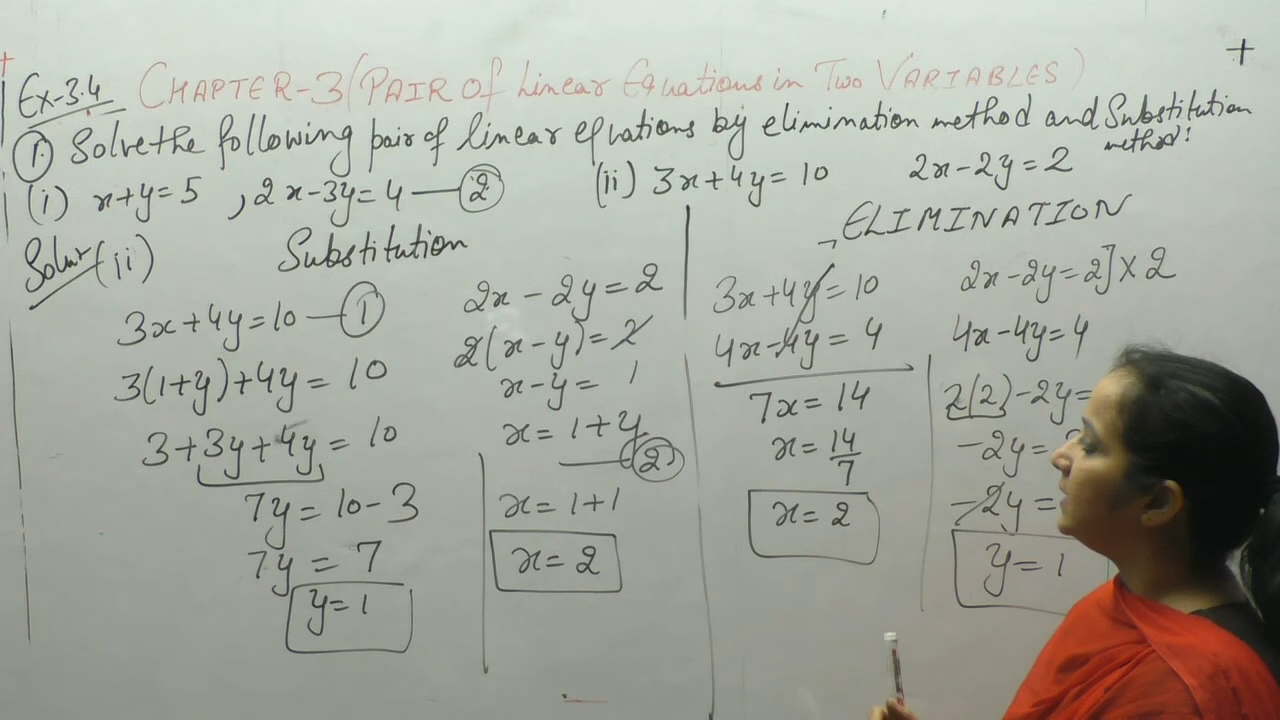 Ex-3.4 CHAPTER-3 (PAIR Of Linear Equations in Two VARIABLES)
1. Solve the following pair of linear equations by elimination method and Substitution method:
(i) x+y=5 , 2x-3y=4 — 2 (ii) 3x+4y=10 2x-2y=2
Soln (ii) Substitution
3x+4y=10 — 1
3(1+y)+4y=10
3+3y+4y=10
7y=10-3
7y=7
y=1
2x-2y=2
2(x-y)=2
x-y=1
x=1+y
— 2
x=1+1
x=2
ELIMINATION
3x+4y=10
4x-4y=4
7x=14
x=14/7
x=2
2x-2y=2]×2
4x-4y=4
2(2)-2y=
-2y=
-2y=
y=1